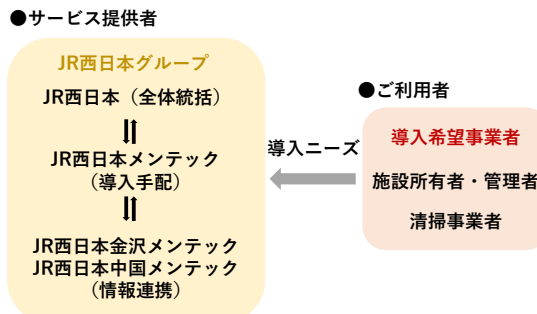 ●サービス提供者
JR西日本グループ
JR西日本（全体統括）
JR西日本メンテック
（導入手配）
JR西日本金沢メンテック
JR西日本中国メンテック
（情報連携）
導入ニーズ
●ご利用者
導入希望事業者
施設所有者・管理者
清掃事業者